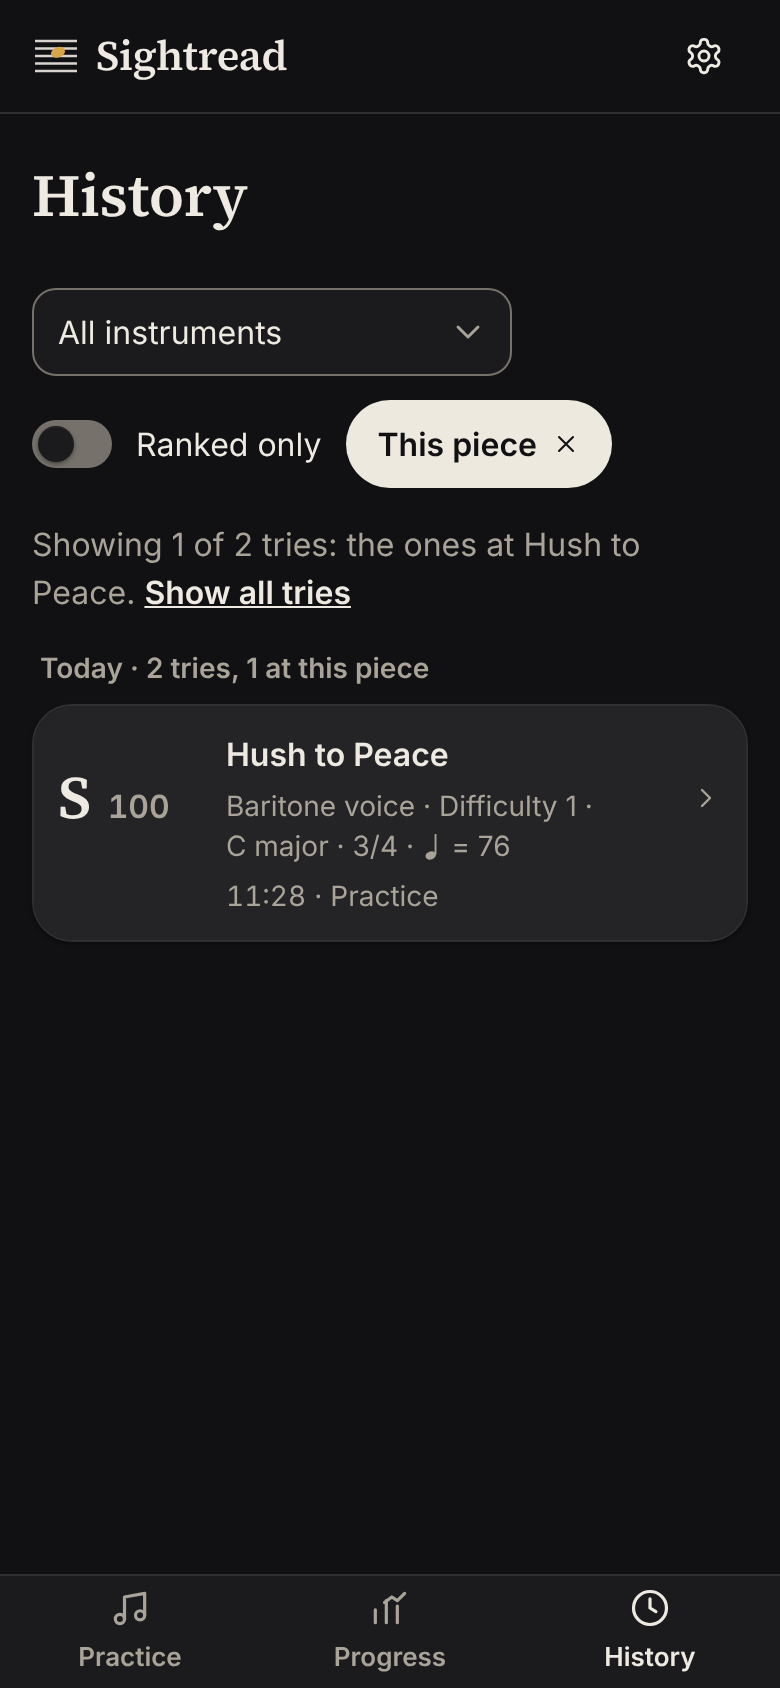 Sightread
History
All instruments
Ranked only
This piece ×
Showing 1 of 2 tries: the ones at Hush to
Peace. Show all tries
Today · 2 tries, 1 at this piece
S 100
Hush to Peace
Baritone voice · Difficulty 1 ·
C major · 3/4 · ♩ = 76
11:28 · Practice
Practice
Progress
History